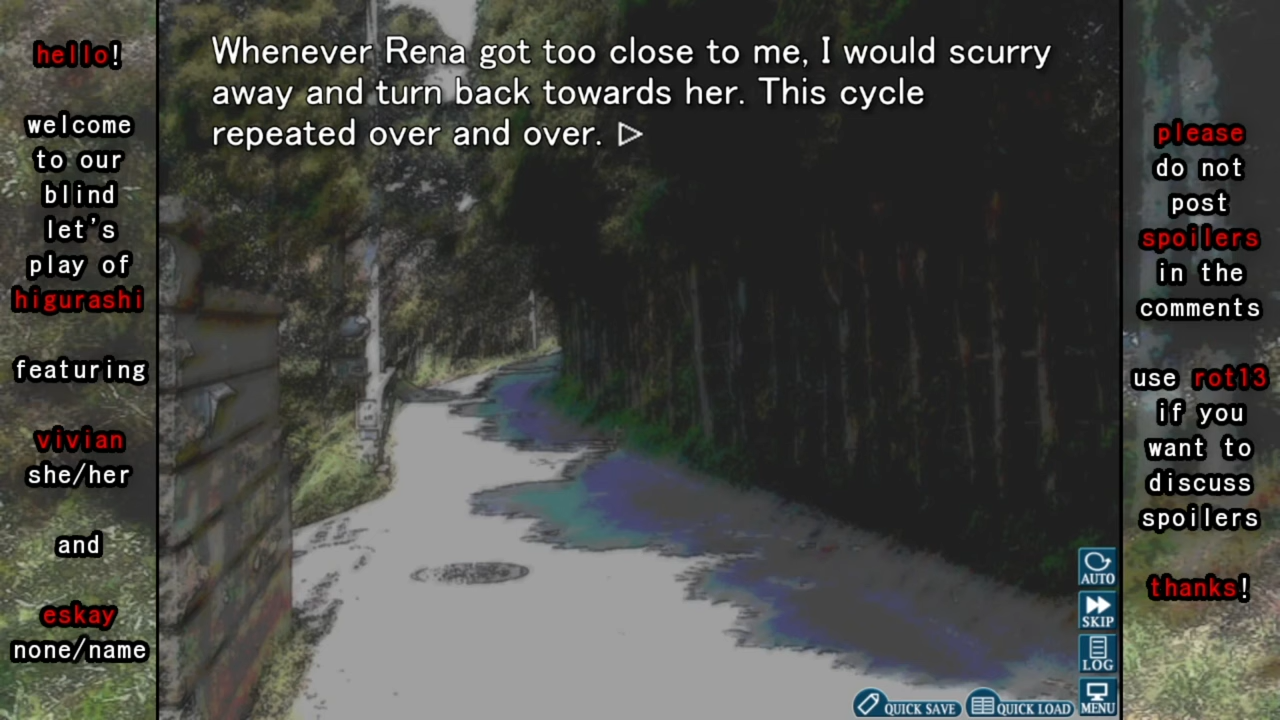 hello!
welcome
to our
blind
let's
play of
higurashi
featuring
vivian
she/her
and
eskay
none/name
Whenever Rena got too close to me, I would scurry
away and turn back towards her. This cycle
repeated over and over.
please
do not
post
spoilers
in the
comments
use rot13
if you
want to
discuss
spoilers
thanks!
AUTO
SKIP
LOG
MENU
QUICK SAVE
QUICK LOAD